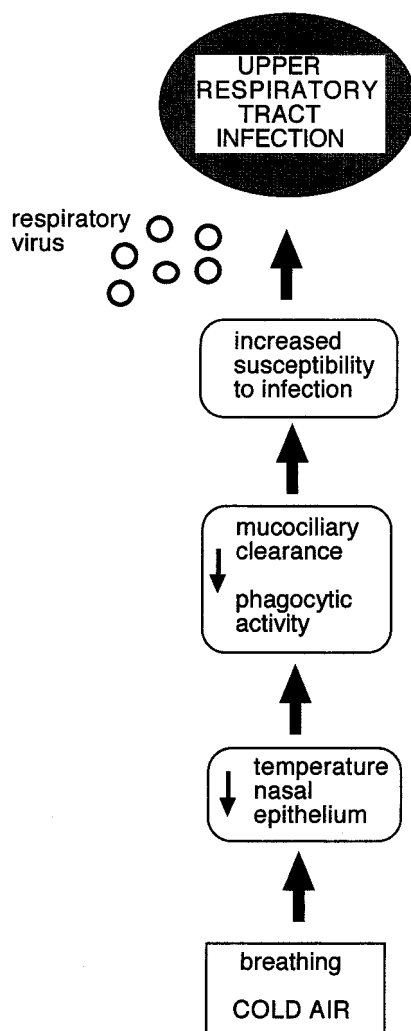 UPPER
RESPIRATORY
TRACT
INFECTION
respiratory
virus
increased
susceptibility
to infection
mucociliary
clearance
phagocytic
activity
temperature
nasal
epithelium
breathing
COLD AIR